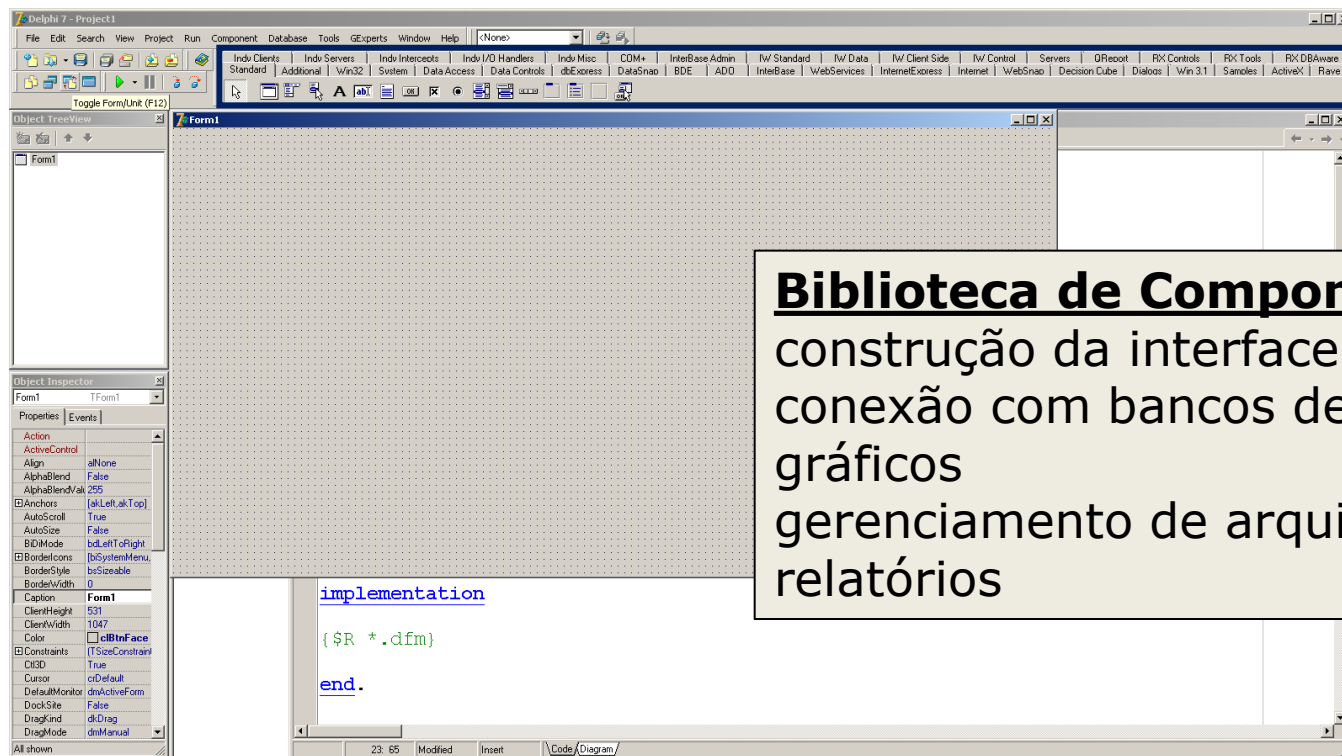 Delphi 7 - Project1
File Edit Search View Project Run Component Database Tools GExperts Window Help <None>
Indy Clients Indy Servers Indy Intercepts Indy I/O Handlers Indy Misc COM+ InterBase Admin IW Standard IW Data IW Client Side IW Control Servers QReport RX Controls RX Tools RX DBAware
Standard Additional Win32 System Data Access Data Controls dbExpress DataSnap BDE ADO InterBase WebServices InternetExpress Internet WebSnap Decision Cube Dialogs Win 3.1 Samples ActiveX Rave
Toggle Form/Unit (F12)
Object TreeView
Form1
Form1
Object Inspector
Form1 TForm1
Properties Events
Action
ActiveControl
Align alNone
AlphaBlend False
AlphaBlendValu 255
Anchors [akLeft,akTop]
AutoScroll True
AutoSize False
BiDiMode bdLeftToRight
BorderIcons [biSystemMenu,
BorderStyle bsSizeable
BorderWidth 0
Caption Form1
ClientHeight 531
ClientWidth 1047
Color clBtnFace
Constraints (TSizeConstraint
Ctl3D True
Cursor crDefault
DefaultMonitor dmActiveForm
DockSite False
DragKind dkDrag
DragMode dmManual
All shown
Biblioteca de Compon
construção da interface
conexão com bancos de
gráficos
gerenciamento de arqui
relatórios
implementation
{$R *.dfm}
end.
23: 65 Modified Insert Code Diagram